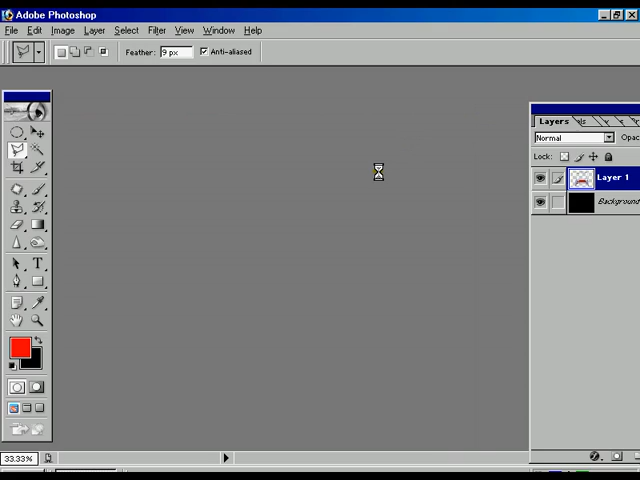 Adobe Photoshop
File Edit Image Layer Select Filter View Window Help
Feather: 9 px Anti-aliased
Layers
Normal Opac
Lock:
Layer 1
Background
33.33%